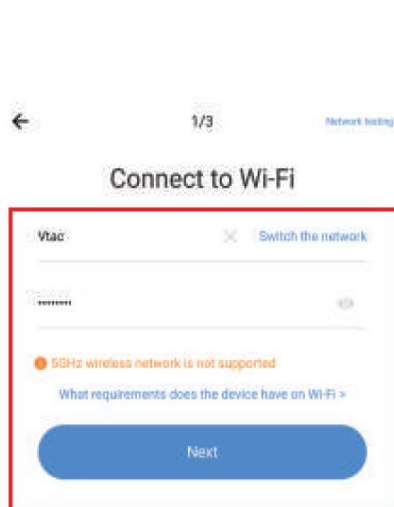 1/3 Network testing
Connect to Wi-Fi
Vtac Switch the network
••••••••
5GHz wireless network is not supported
What requirements does the device have on Wi-Fi >
Next